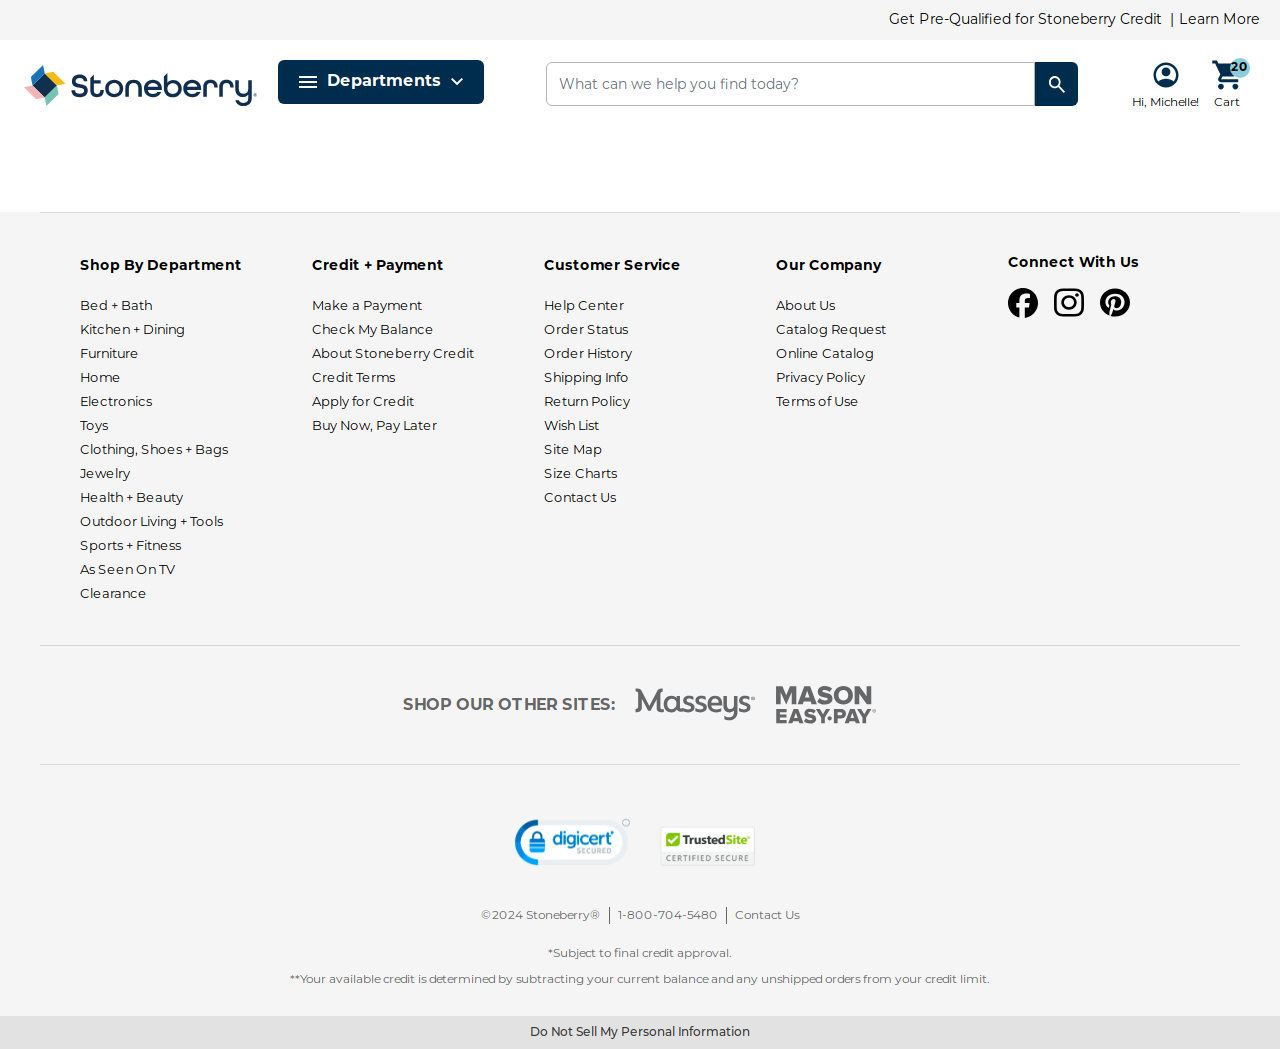 Get Pre-Qualified for Stoneberry Credit | Learn More
Stoneberry®
Departments
What can we help you find today?
Hi, Michelle!
20
Cart
Shop By Department
Bed + Bath
Kitchen + Dining
Furniture
Home
Electronics
Toys
Clothing, Shoes + Bags
Jewelry
Health + Beauty
Outdoor Living + Tools
Sports + Fitness
As Seen On TV
Clearance
Credit + Payment
Make a Payment
Check My Balance
About Stoneberry Credit
Credit Terms
Apply for Credit
Buy Now, Pay Later
Customer Service
Help Center
Order Status
Order History
Shipping Info
Return Policy
Wish List
Site Map
Size Charts
Contact Us
Our Company
About Us
Catalog Request
Online Catalog
Privacy Policy
Terms of Use
Connect With Us
SHOP OUR OTHER SITES:
Masseys®
MASON
EASY•PAY®
digicert
SECURED
TrustedSite®
CERTIFIED SECURE
©2024 Stoneberry® | 1-800-704-5480 | Contact Us
*Subject to final credit approval.
**Your available credit is determined by subtracting your current balance and any unshipped orders from your credit limit.
Do Not Sell My Personal Information